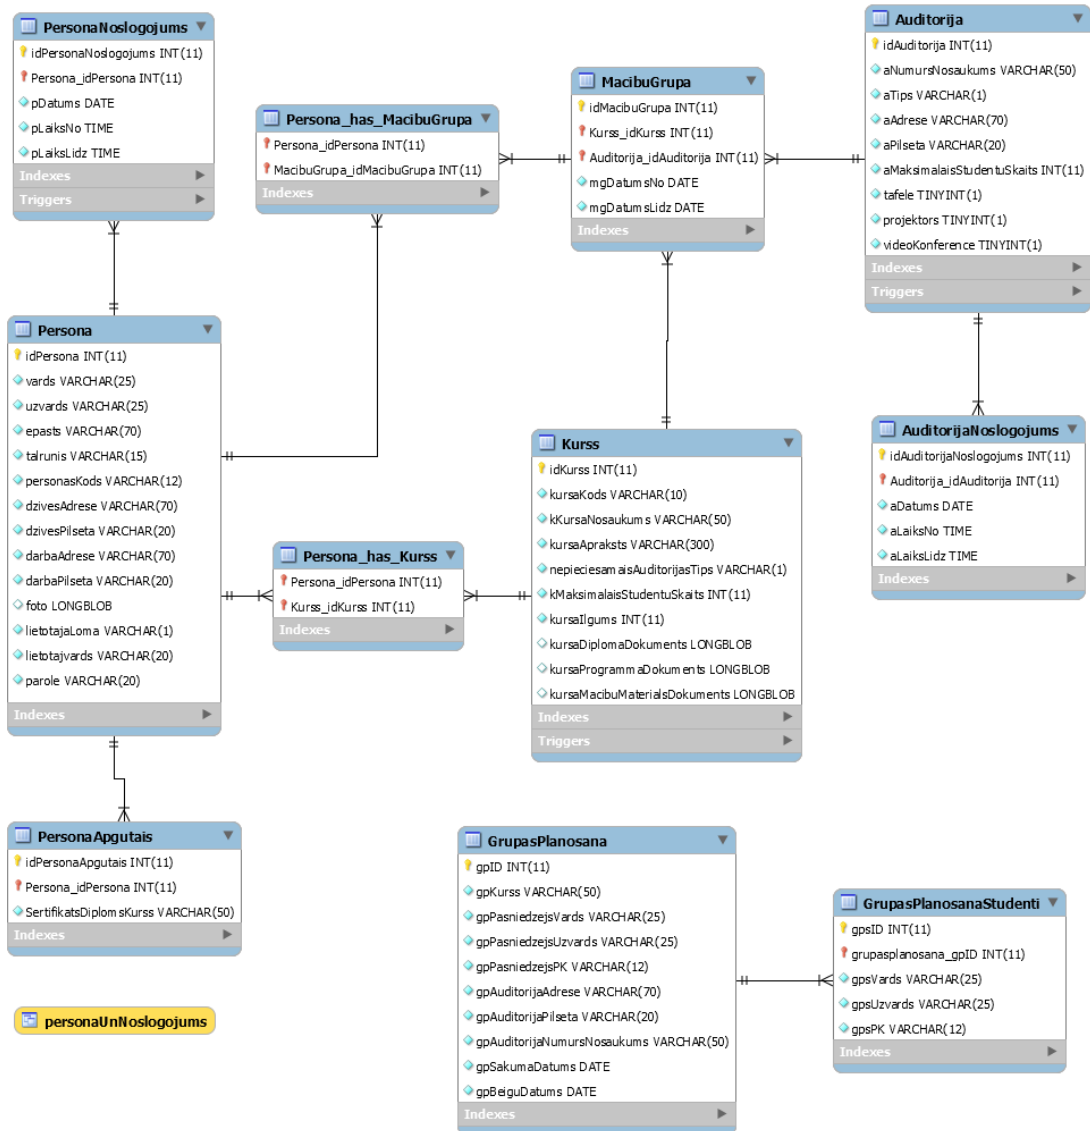 PersonaNoslogojums
idPersonaNoslogojums INT(11)
Persona_idPersona INT(11)
pDatums DATE
pLaiksNo TIME
pLaiksLidz TIME
Indexes
Triggers
Persona_has_MacibuGrupa
Persona_idPersona INT(11)
MacibuGrupa_idMacibuGrupa INT(11)
Indexes
MacibuGrupa
idMacibuGrupa INT(11)
Kurss_idKurss INT(11)
Auditorija_idAuditorija INT(11)
mgDatumsNo DATE
mgDatumsLidz DATE
Indexes
Auditorija
idAuditorija INT(11)
aNumursNosaukums VARCHAR(50)
aTips VARCHAR(1)
aAdrese VARCHAR(70)
aPilseta VARCHAR(20)
aMaksimalaisStudentuSkaits INT(11)
tafele TINYINT(1)
projektors TINYINT(1)
videoKonference TINYINT(1)
Indexes
Triggers
Persona
idPersona INT(11)
vards VARCHAR(25)
uzvards VARCHAR(25)
epasts VARCHAR(70)
talrunis VARCHAR(15)
personasKods VARCHAR(12)
dzivesAdrese VARCHAR(70)
dzivesPilseta VARCHAR(20)
darbaAdrese VARCHAR(70)
darbaPilseta VARCHAR(20)
foto LONGBLOB
lietotajaLoma VARCHAR(1)
lietotajvards VARCHAR(20)
parole VARCHAR(20)
Indexes
Persona_has_Kurss
Persona_idPersona INT(11)
Kurss_idKurss INT(11)
Indexes
Kurss
idKurss INT(11)
kursaKods VARCHAR(10)
kKursaNosaukums VARCHAR(50)
kursaApraksts VARCHAR(300)
nepieciesamaisAuditorijasTips VARCHAR(1)
kMaksimalaisStudentuSkaits INT(11)
kursaIlgums INT(11)
kursaDiplomaDokuments LONGBLOB
kursaProgrammaDokuments LONGBLOB
kursaMacibuMaterialsDokuments LONGBLOB
Indexes
Triggers
AuditorijaNoslogojums
idAuditorijaNoslogojums INT(11)
Auditorija_idAuditorija INT(11)
aDatums DATE
aLaiksNo TIME
aLaiksLidz TIME
Indexes
PersonaApgutais
idPersonaApgutais INT(11)
Persona_idPersona INT(11)
SertifikatsDiplomsKurss VARCHAR(50)
Indexes
personaUnNoslogojums
GrupasPlanosana
gpID INT(11)
gpKurss VARCHAR(50)
gpPasniedzejsVards VARCHAR(25)
gpPasniedzejsUzvards VARCHAR(25)
gpPasniedzejsPK VARCHAR(12)
gpAuditorijaAdrese VARCHAR(70)
gpAuditorijaPilseta VARCHAR(20)
gpAuditorijaNumursNosaukums VARCHAR(50)
gpSakumaDatums DATE
gpBeiguDatums DATE
Indexes
GrupasPlanosanaStudenti
gpsID INT(11)
grupasplanosana_gpID INT(11)
gpsVards VARCHAR(25)
gpsUzvards VARCHAR(25)
gpsPK VARCHAR(12)
Indexes